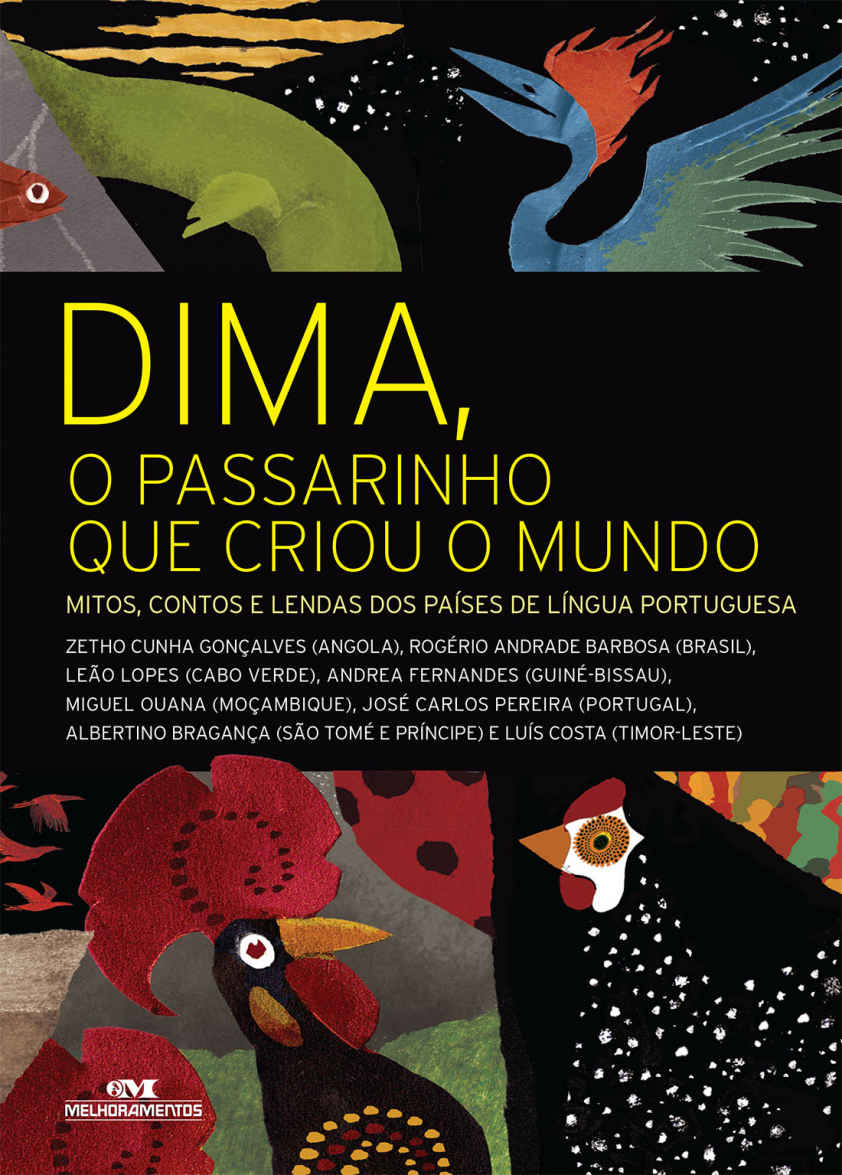 DIMA,
O PASSARINHO
QUE CRIOU O MUNDO
MITOS, CONTOS E LENDAS DOS PAÍSES DE LÍNGUA PORTUGUESA
ZETHO CUNHA GONÇALVES (ANGOLA), ROGÉRIO ANDRADE BARBOSA (BRASIL),
LEÃO LOPES (CABO VERDE), ANDREA FERNANDES (GUINÉ-BISSAU),
MIGUEL OUANA (MOÇAMBIQUE), JOSÉ CARLOS PEREIRA (PORTUGAL),
ALBERTINO BRAGANÇA (SÃO TOMÉ E PRÍNCIPE) E LUÍS COSTA (TIMOR-LESTE)
MELHORAMENTOS